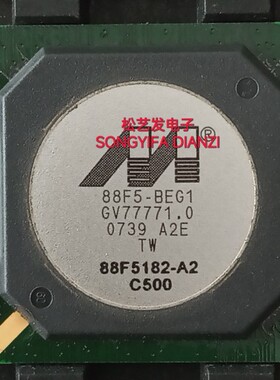 松艺发电子
SONGYIFA DIANZI
®
88F5-BEG1
GV77771.0
0739 A2E
TW
88F5182-A2
C500